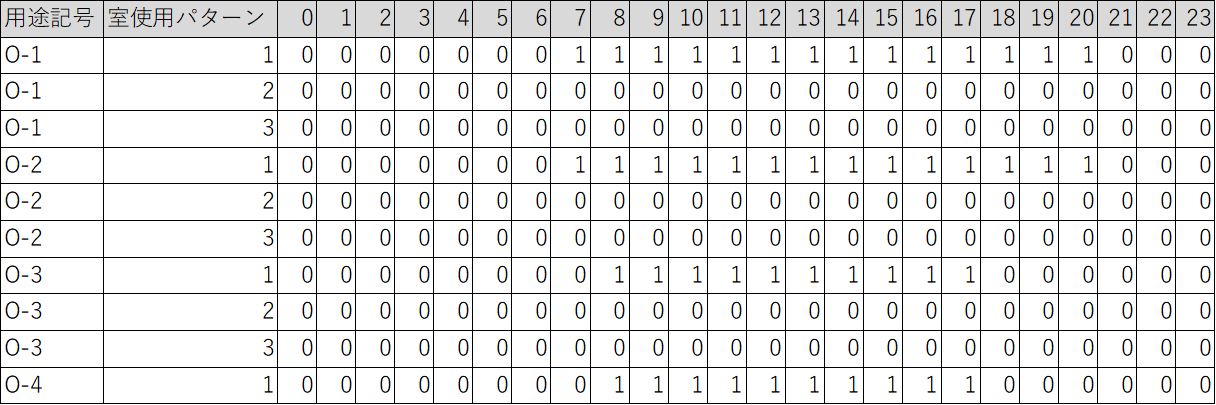 用途記号 室使用パターン 0 1 2 3 4 5 6 7 8 9 10 11 12 13 14 15 16 17 18 19 20 21 22 23
O-1 1 0 0 0 0 0 0 0 1 1 1 1 1 1 1 1 1 1 1 1 1 1 0 0 0
O-1 2 0 0 0 0 0 0 0 0 0 0 0 0 0 0 0 0 0 0 0 0 0 0 0 0
O-1 3 0 0 0 0 0 0 0 0 0 0 0 0 0 0 0 0 0 0 0 0 0 0 0 0
O-2 1 0 0 0 0 0 0 0 1 1 1 1 1 1 1 1 1 1 1 1 1 1 0 0 0
O-2 2 0 0 0 0 0 0 0 0 0 0 0 0 0 0 0 0 0 0 0 0 0 0 0 0
O-2 3 0 0 0 0 0 0 0 0 0 0 0 0 0 0 0 0 0 0 0 0 0 0 0 0
O-3 1 0 0 0 0 0 0 0 0 1 1 1 1 1 1 1 1 1 1 0 0 0 0 0 0
O-3 2 0 0 0 0 0 0 0 0 0 0 0 0 0 0 0 0 0 0 0 0 0 0 0 0
O-3 3 0 0 0 0 0 0 0 0 0 0 0 0 0 0 0 0 0 0 0 0 0 0 0 0
O-4 1 0 0 0 0 0 0 0 0 1 1 1 1 1 1 1 1 1 1 0 0 0 0 0 0